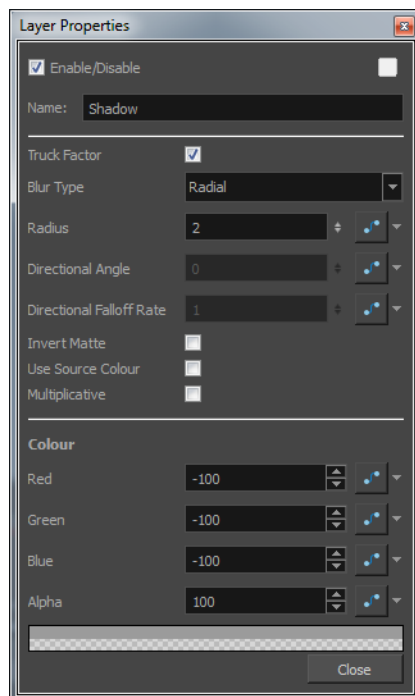 Layer Properties
Enable/Disable
Name: Shadow
Truck Factor
Blur Type Radial
Radius 2
Directional Angle 0
Directional Falloff Rate 1
Invert Matte
Use Source Colour
Multiplicative
Colour
Red -100
Green -100
Blue -100
Alpha 100
Close